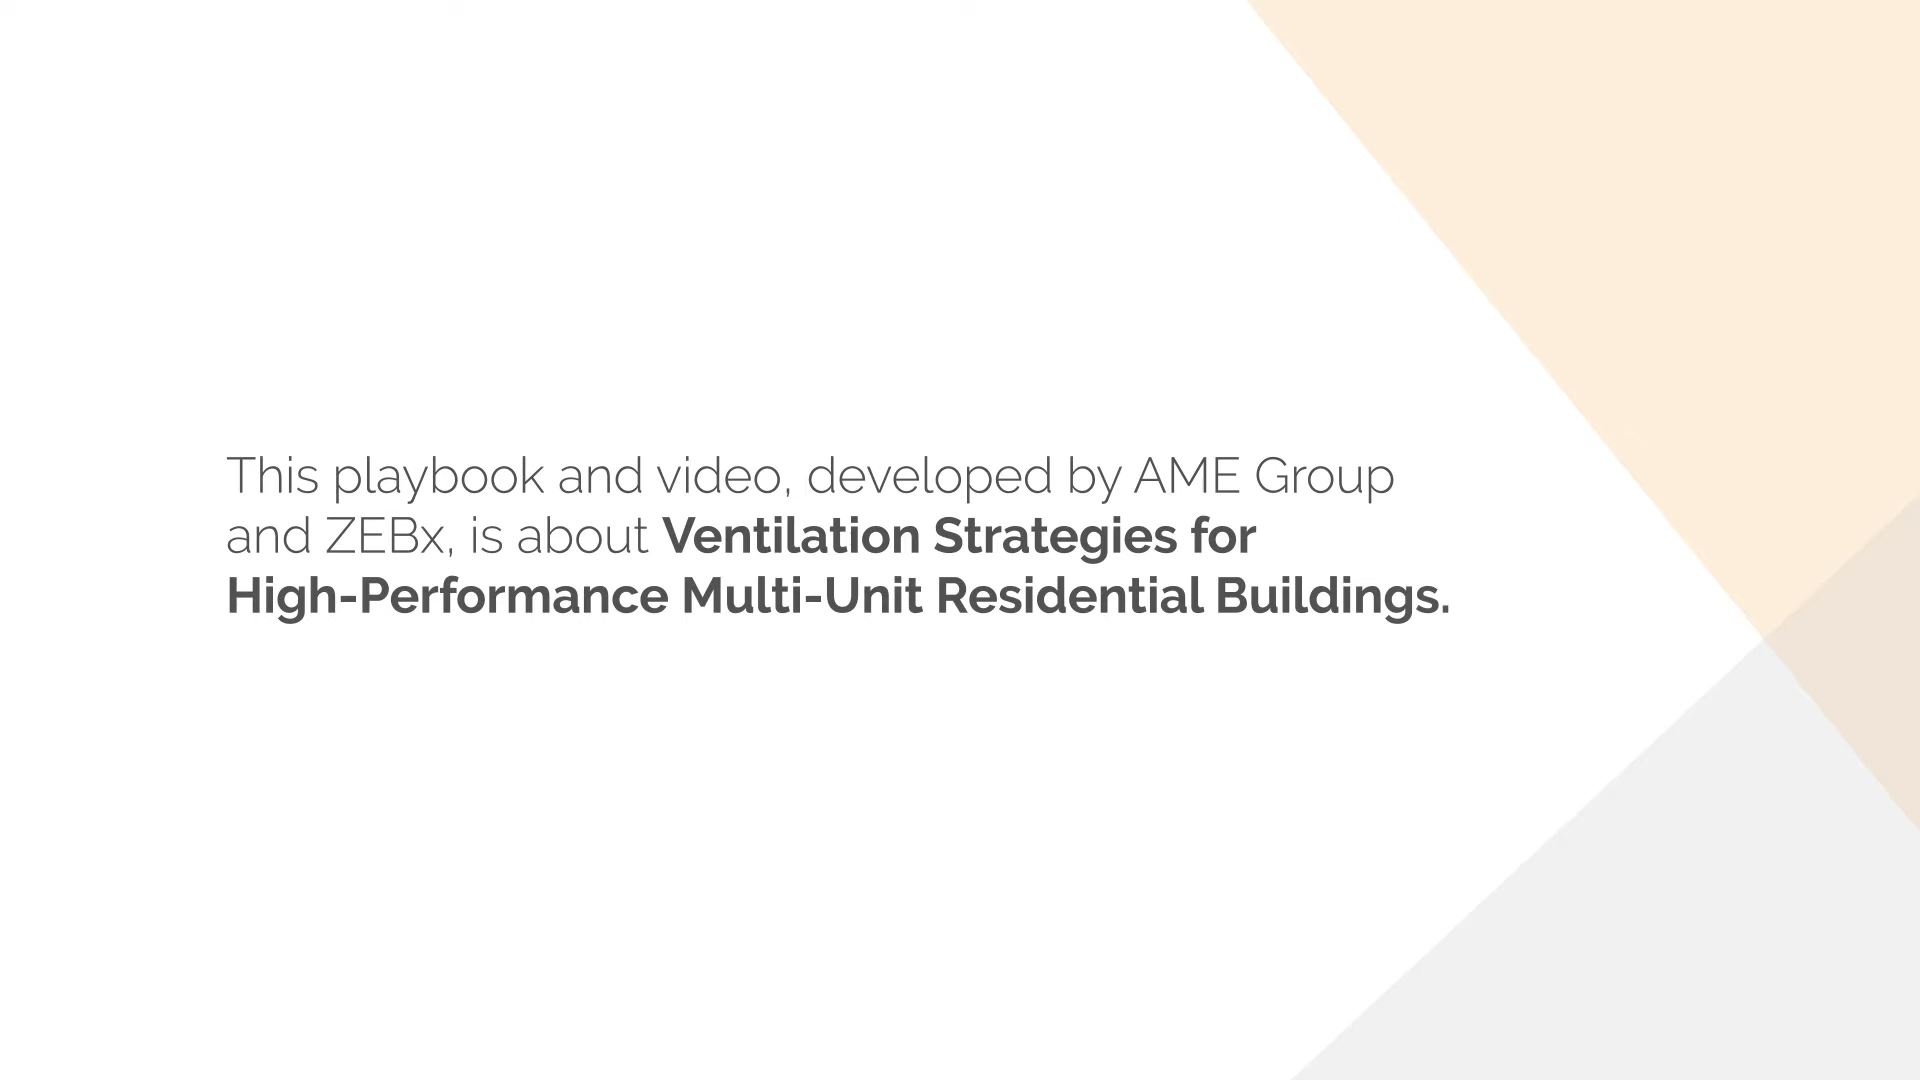 This playbook and video, developed by AME Group
and ZEBx, is about Ventilation Strategies for
High-Performance Multi-Unit Residential Buildings.